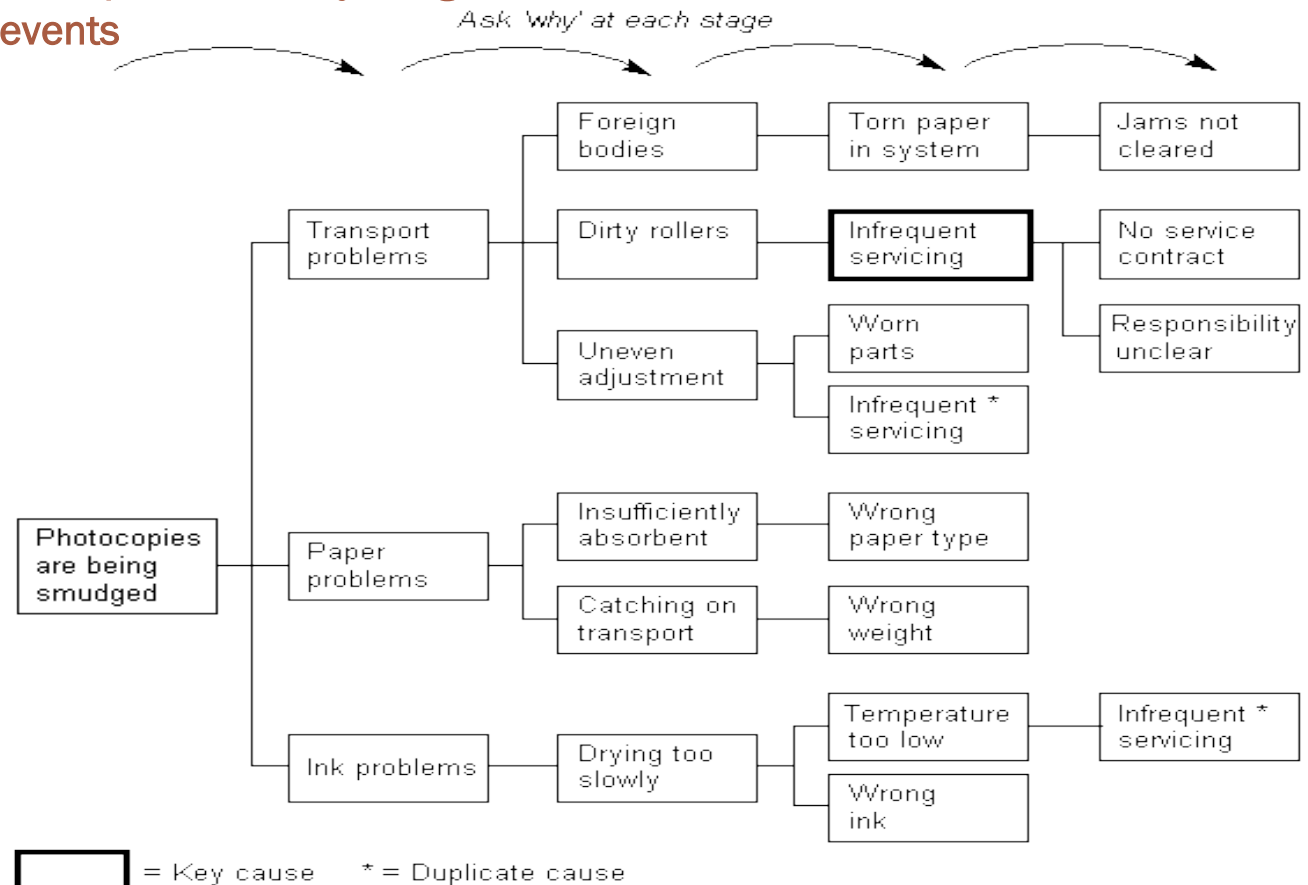 events
Ask 'why' at each stage
Foreign
bodies
Torn paper
in system
Jams not
cleared
Transport
problems
Dirty rollers
Infrequent
servicing
No service
contract
Uneven
adjustment
Worn
parts
Responsibility
unclear
Infrequent *
servicing
Photocopies
are being
smudged
Paper
problems
Insufficiently
absorbent
Wrong
paper type
Catching on
transport
Wrong
weight
Ink problems
Drying too
slowly
Temperature
too low
Infrequent *
servicing
Wrong
ink
= Key cause * = Duplicate cause